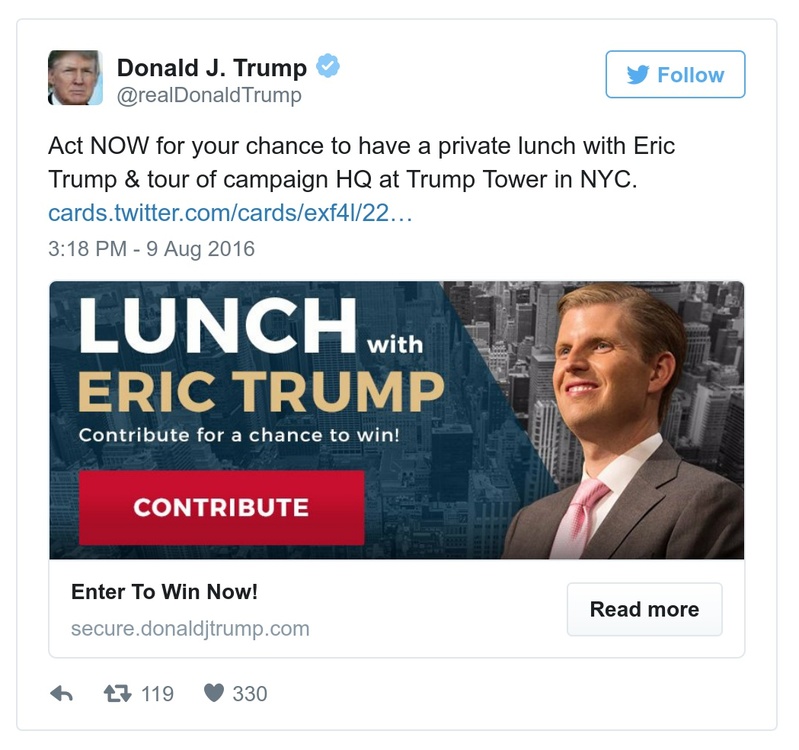 Donald J. Trump
@realDonaldTrump
Follow
Act NOW for your chance to have a private lunch with Eric
Trump & tour of campaign HQ at Trump Tower in NYC.
cards.twitter.com/cards/exf4l/22…
3:18 PM - 9 Aug 2016
LUNCH with
ERIC TRUMP
Contribute for a chance to win!
CONTRIBUTE
Enter To Win Now!
secure.donaldjtrump.com
Read more
119 330